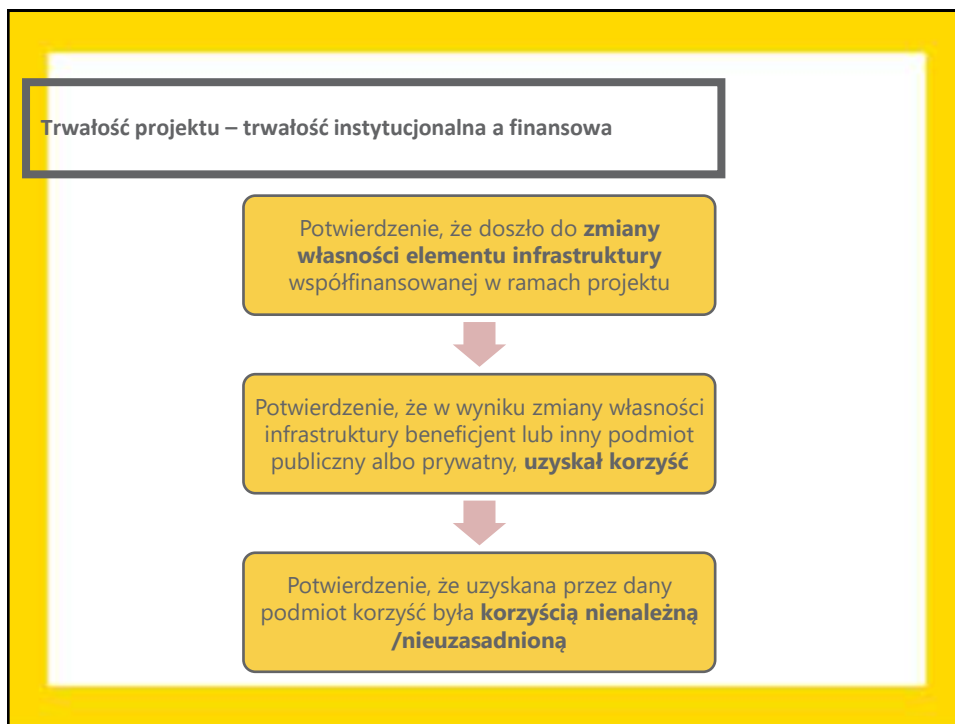 Trwałość projektu – trwałość instytucjonalna a finansowa
Potwierdzenie, że doszło do zmiany
własności elementu infrastruktury
współfinansowanej w ramach projektu
Potwierdzenie, że w wyniku zmiany własności
infrastruktury beneficjent lub inny podmiot
publiczny albo prywatny, uzyskał korzyść
Potwierdzenie, że uzyskana przez dany
podmiot korzyść była korzyścią nienależną
/nieuzasadnioną